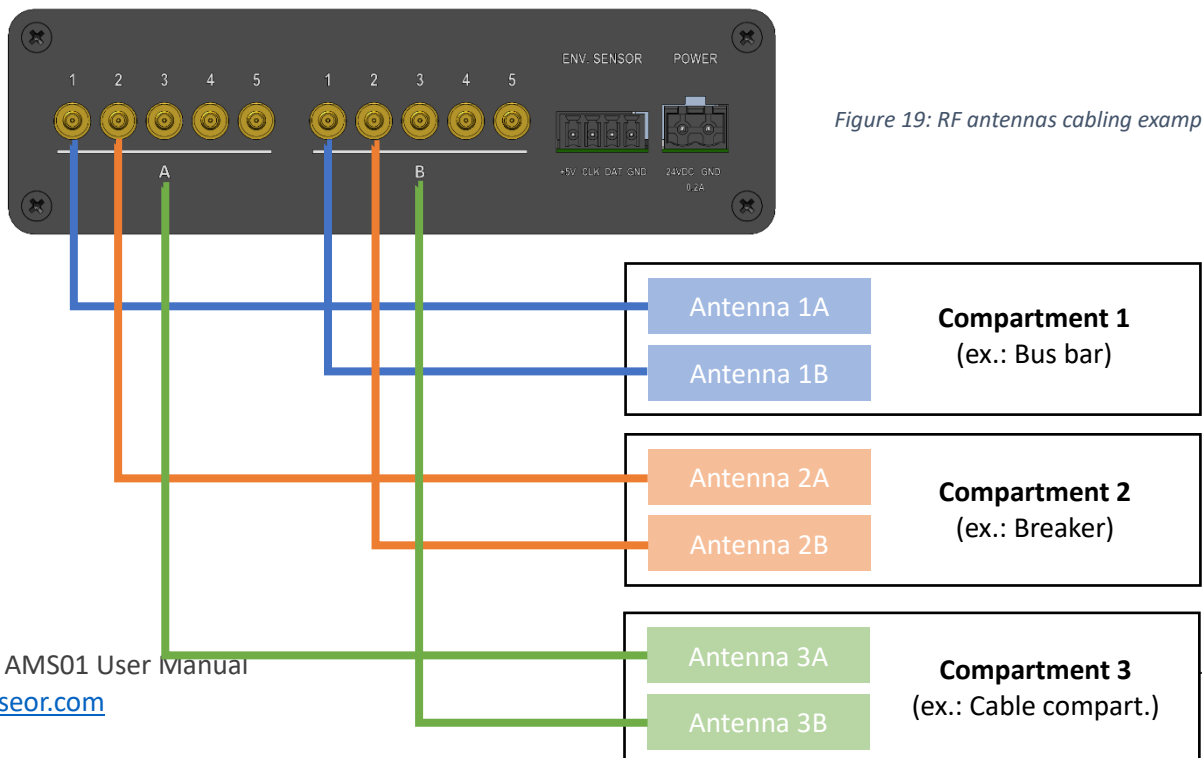 ENV. SENSOR POWER
1 2 3 4 5 1 2 3 4 5
A B
+5V CLK DAT GND 24VDC GND
0.2A
Figure 19: RF antennas cabling examp
Antenna 1A
Antenna 1B
Compartment 1
(ex.: Bus bar)
Antenna 2A
Antenna 2B
Compartment 2
(ex.: Breaker)
Antenna 3A
Antenna 3B
Compartment 3
(ex.: Cable compart.)
AMS01 User Manual
seor.com